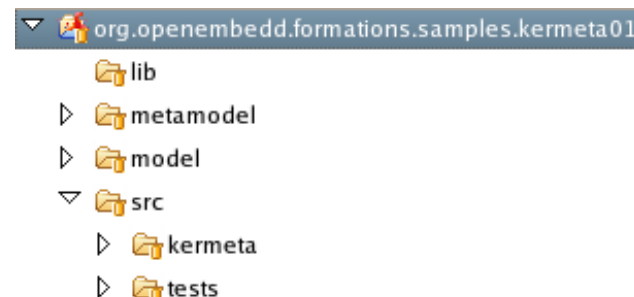 org.openembedd.formations.samples.kermeta01
lib
metamodel
model
src
kermeta
tests